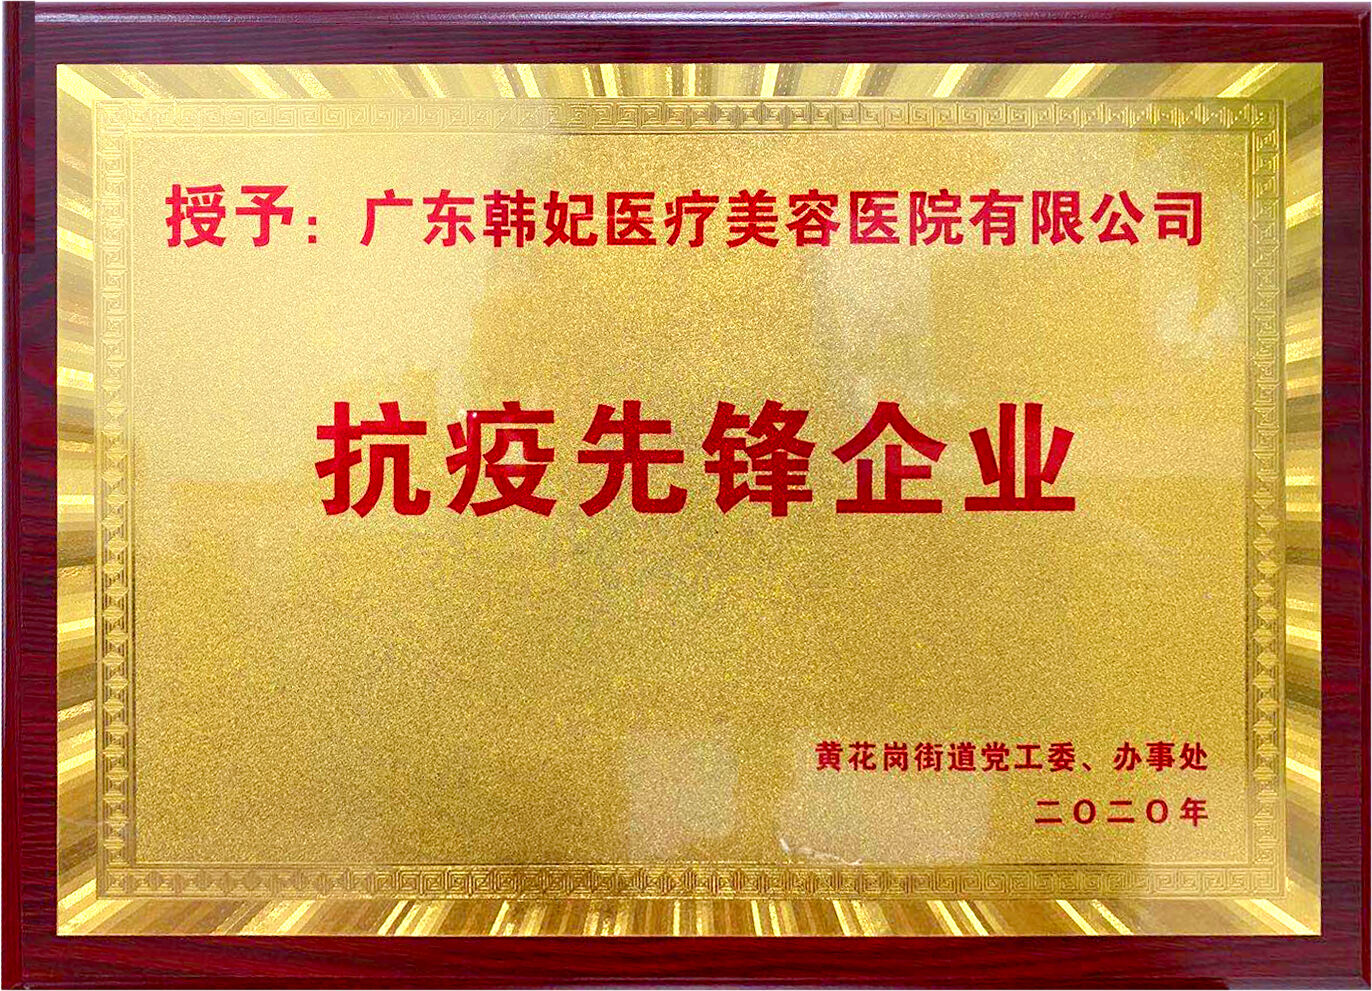 授予：广东韩妃医疗美容医院有限公司
抗疫先锋企业
黄花岗街道党工委、办事处
二〇二〇年